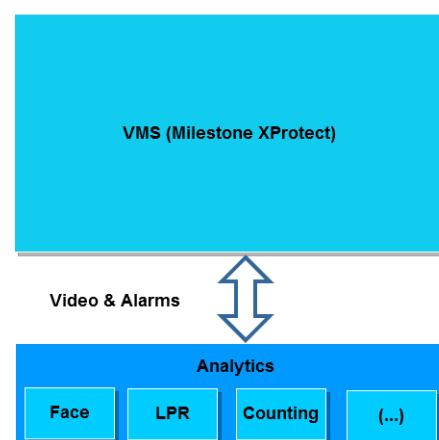 VMS (Milestone XProtect)
Video & Alarms
Analytics
Face
LPR
Counting
(...)